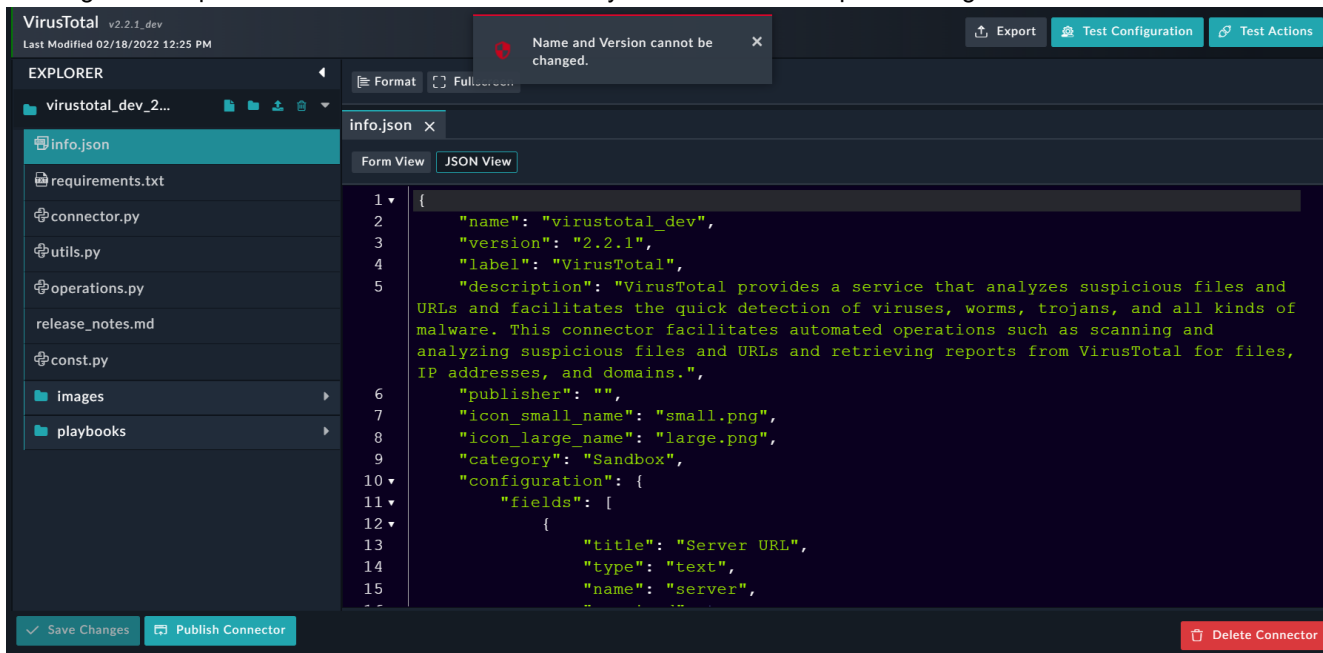 VirusTotal v2.2.1_dev
Last Modified 02/18/2022 12:25 PM
Name and Version cannot be
changed.
Export
Test Configuration
Test Actions
EXPLORER
Format
virustotal_dev_2...
info.json
info.json
requirements.txt
connector.py
utils.py
operations.py
release_notes.md
const.py
images
playbooks
Form View
JSON View
1 {
2 "name": "virustotal_dev",
3 "version": "2.2.1",
4 "label": "VirusTotal",
5 "description": "VirusTotal provides a service that analyzes suspicious files and
URLs and facilitates the quick detection of viruses, worms, trojans, and all kinds of
malware. This connector facilitates automated operations such as scanning and
analyzing suspicious files and URLs and retrieving reports from VirusTotal for files,
IP addresses, and domains.",
6 "publisher": "",
7 "icon_small_name": "small.png",
8 "icon_large_name": "large.png",
9 "category": "Sandbox",
10 "configuration": {
11 "fields": [
12 {
13 "title": "Server URL",
14 "type": "text",
15 "name": "server",
Save Changes
Publish Connector
Delete Connector